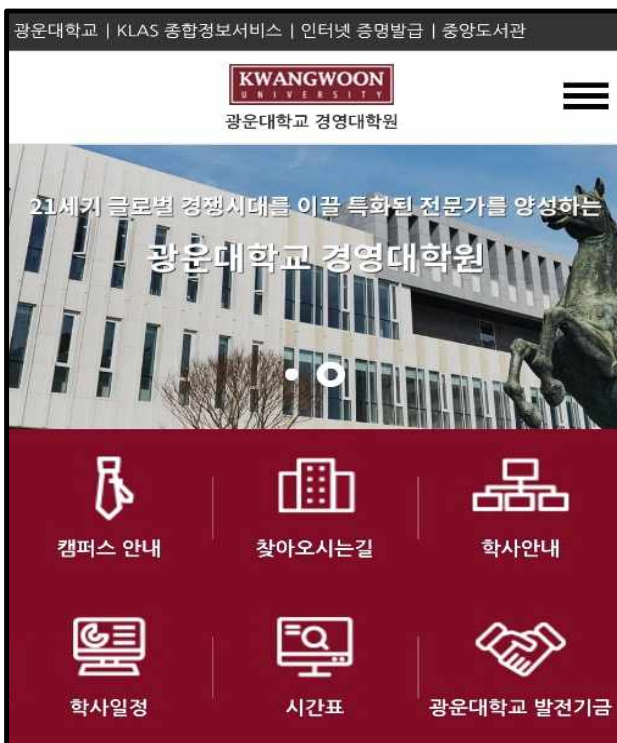 광운대학교 | KLAS 종합정보서비스 | 인터넷 증명발급 | 중앙도서관
KWANGWOON
UNIVERSITY
광운대학교 경영대학원
21세기 글로벌 경쟁시대를 이끌 특화된 전문가를 양성하는
광운대학교 경영대학원
캠퍼스 안내 찾아오시는길 학사안내
학사일정 시간표 광운대학교 발전기금